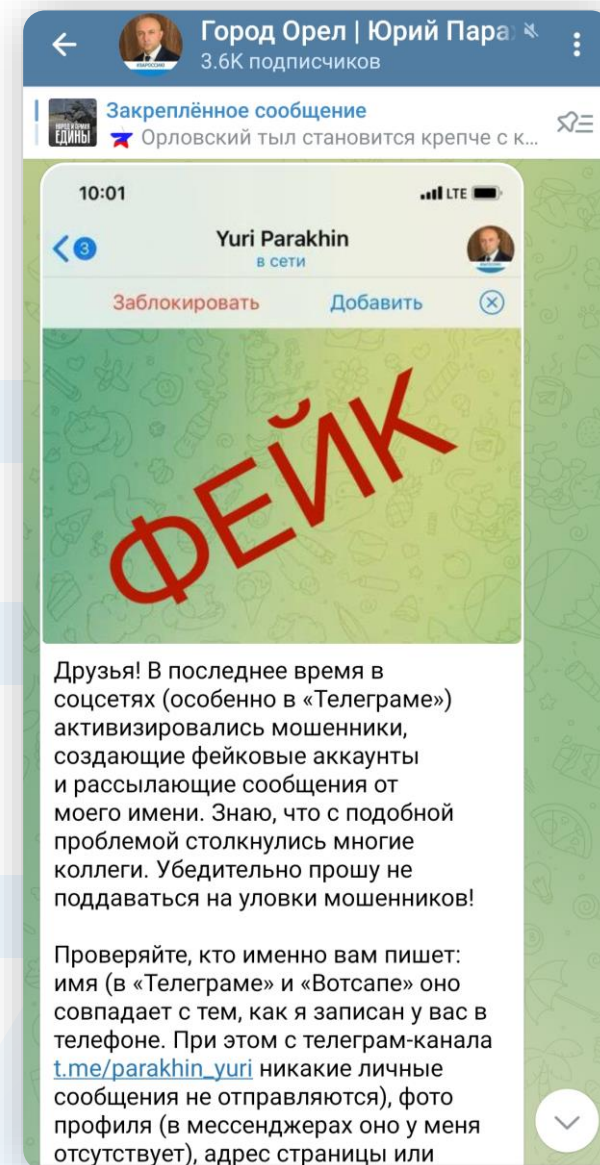 Город Орел | Юрий Пара
3.6K подписчиков
Закреплённое сообщение
Орловский тыл становится крепче с к...
ЕДИНЫ
10:01
LTE
3
Yuri Parakhin
в сети
Заблокировать
Добавить
ФЕЙК
Друзья! В последнее время в
соцсетях (особенно в «Телеграме»)
активизировались мошенники,
создающие фейковые аккаунты
и рассылающие сообщения от
моего имени. Знаю, что с подобной
проблемой столкнулись многие
коллеги. Убедительно прошу не
поддаваться на уловки мошенников!
Проверяйте, кто именно вам пишет:
имя (в «Телеграме» и «Вотсапе» оно
совпадает с тем, как я записан у вас в
телефоне. При этом с телеграм-канала
t.me/parakhin_yuri никакие личные
сообщения не отправляются), фото
профиля (в мессенджерах оно у меня
отсутствует), адрес страницы или